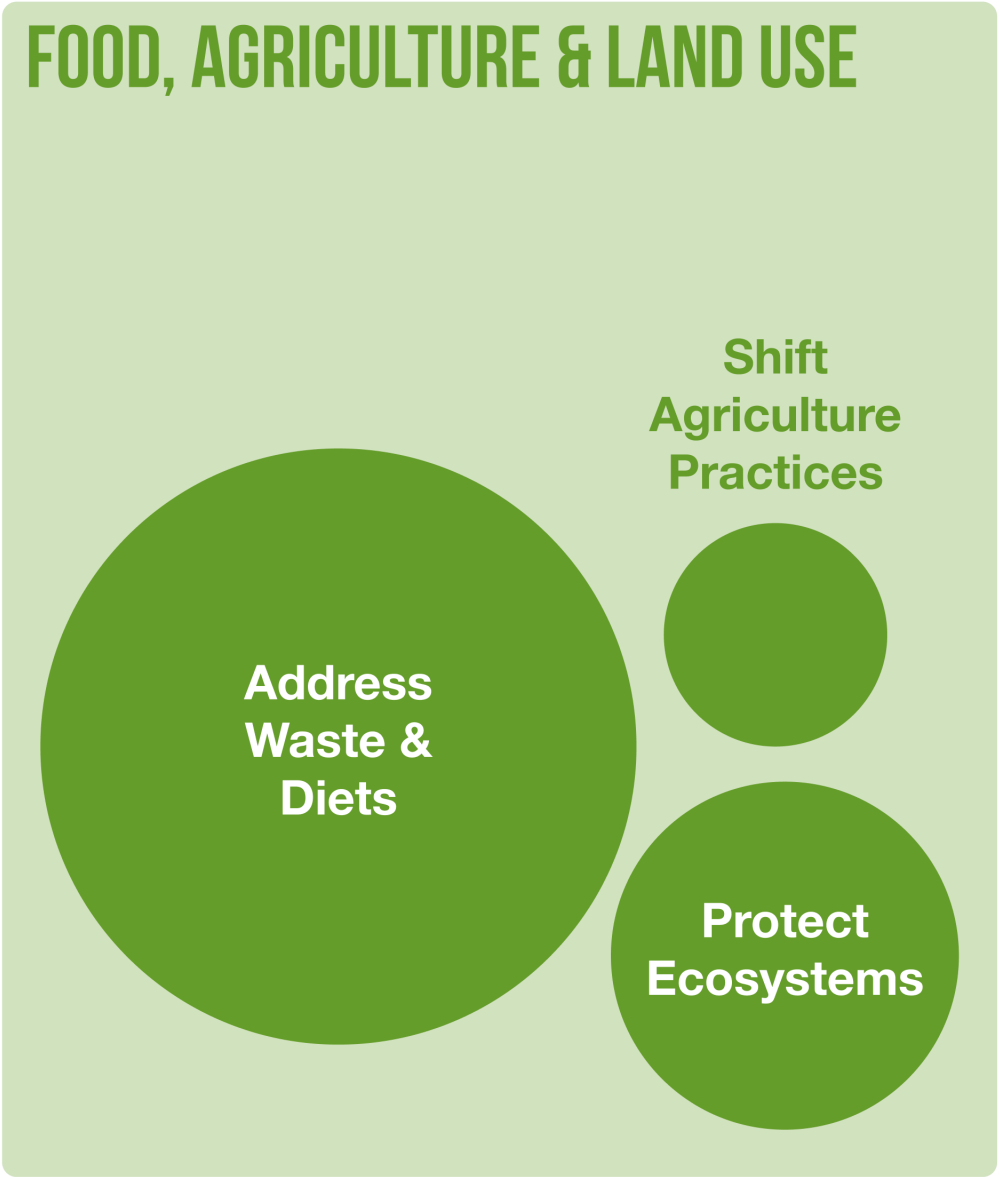 FOOD, AGRICULTURE & LAND USE
Shift
Agriculture
Practices
Address
Waste &
Diets
Protect
Ecosystems